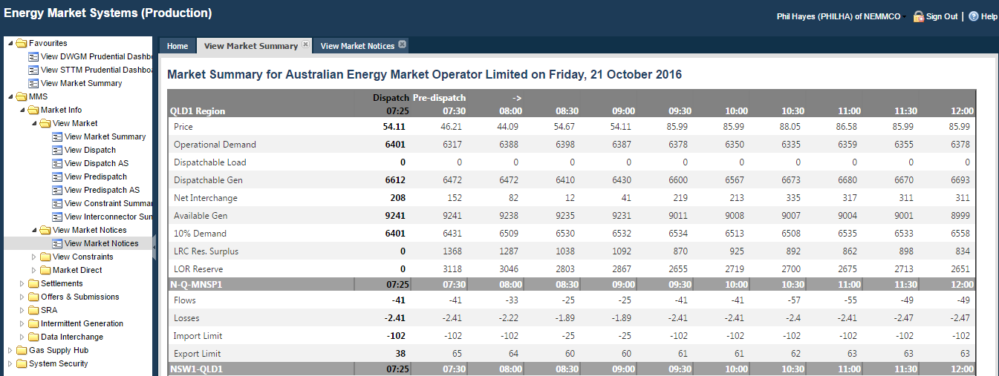 Energy Market Systems (Production)
Phil Hayes (PHILHA) of NEMMCO Sign Out | Help
Favourites
View DWGM Prudential Dashb
View STTM Prudential Dashboa
View Market Summary
MMS
Market Info
View Market
View Market Summary
View Dispatch
View Dispatch AS
View Predispatch
View Predispatch AS
View Constraint Summar
View Interconnector Sum
View Market Notices
View Market Notices
View Constraints
Market Direct
Settlements
Offers & Submissions
SRA
Intermittent Generation
Data Interchange
Gas Supply Hub
System Security
Home View Market Summary View Market Notices
Market Summary for Australian Energy Market Operator Limited on Friday, 21 October 2016
Dispatch Pre-dispatch ->
QLD1 Region 07:25 07:30 08:00 08:30 09:00 09:30 10:00 10:30 11:00 11:30 12:00
Price 54.11 46.21 44.09 54.67 54.11 85.99 85.99 88.05 86.58 85.99 85.99
Operational Demand 6401 6317 6388 6398 6387 6378 6350 6335 6359 6355 6378
Dispatchable Load 0 0 0 0 0 0 0 0 0 0 0
Dispatchable Gen 6612 6472 6472 6410 6430 6600 6567 6673 6680 6670 6693
Net Interchange 208 152 82 12 41 219 213 335 317 311 311
Available Gen 9241 9241 9238 9235 9231 9011 9008 9007 9004 9001 8999
10% Demand 6401 6431 6509 6530 6532 6534 6513 6508 6535 6533 6558
LRC Res. Surplus 0 1368 1287 1038 1092 870 925 892 862 898 834
LOR Reserve 0 3118 3046 2803 2867 2655 2719 2700 2675 2713 2651
N-Q-MNSP1 07:25 07:30 08:00 08:30 09:00 09:30 10:00 10:30 11:00 11:30 12:00
Flows -41 -41 -33 -25 -25 -41 -41 -57 -55 -49 -49
Losses -2.41 -2.41 -2.22 -1.89 -1.89 -2.41 -2.41 -2.4 -2.41 -2.47 -2.47
Import Limit -102 -102 -102 -25 -25 -102 -102 -102 -102 -102 -102
Export Limit 38 65 64 60 60 61 61 62 63 63 63
NSW1-QLD1 07:25 07:30 08:00 08:30 09:00 09:30 10:00 10:30 11:00 11:30 12:00